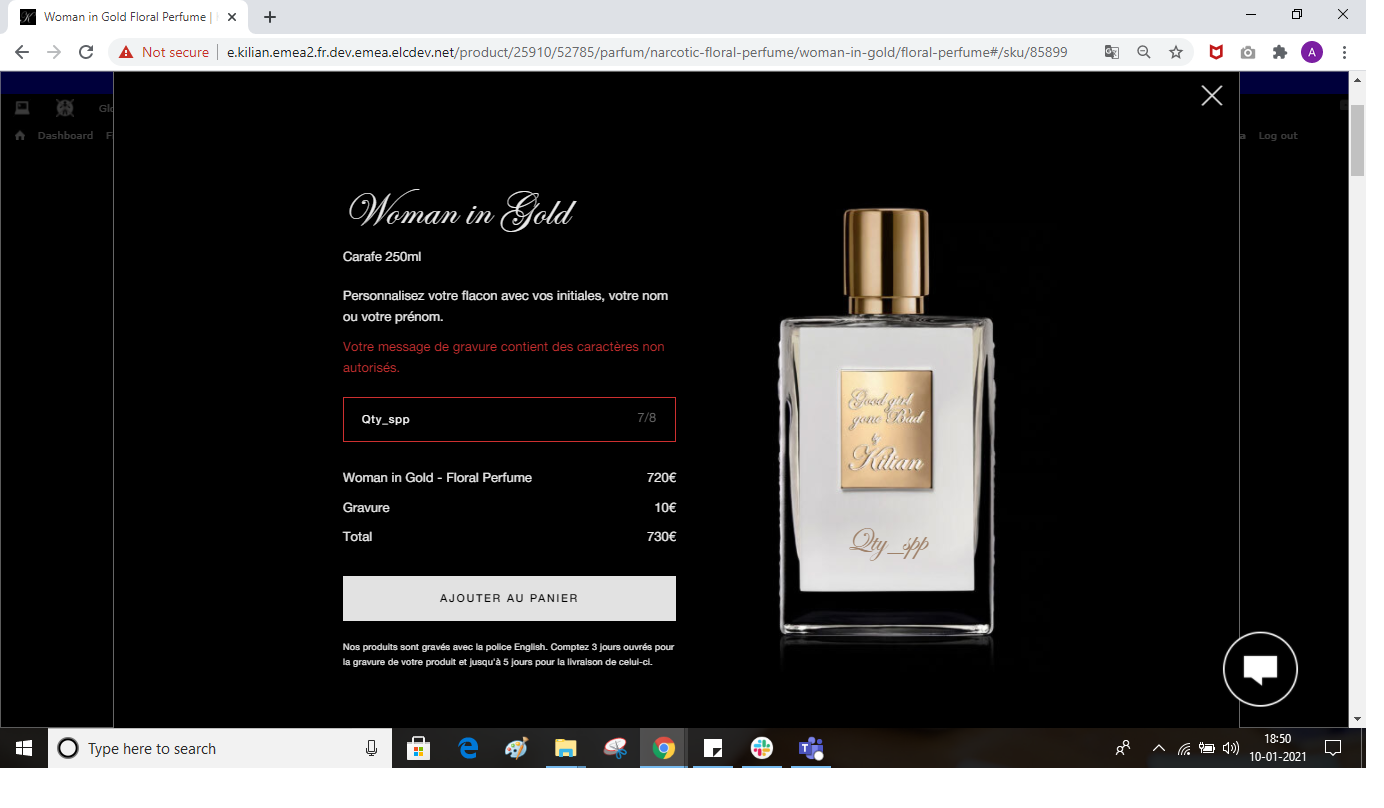 Woman in Gold Floral Perfume |
Not secure
e.kilian.emea2.fr.dev.emea.elcdev.net/product/25910/52785/parfum/narcotic-floral-perfume/woman-in-gold/floral-perfume#/sku/85899
A
Dashboard
Log out
Woman in Gold
Carafe 250ml
Personnalisez votre flacon avec vos initiales, votre nom
ou votre prénom.
Votre message de gravure contient des caractères non
autorisés.
Qty_spp 7/8
Woman in Gold - Floral Perfume 720€
Gravure 10€
Total 730€
AJOUTER AU PANIER
Nos produits sont gravés avec la police English. Comptez 3 jours ouvrés pour
la gravure de votre produit et jusqu'à 5 jours pour la livraison de celui-ci.
Good girl
gone Bad
by
Kilian
Qty_spp
Type here to search
18:50
10-01-2021